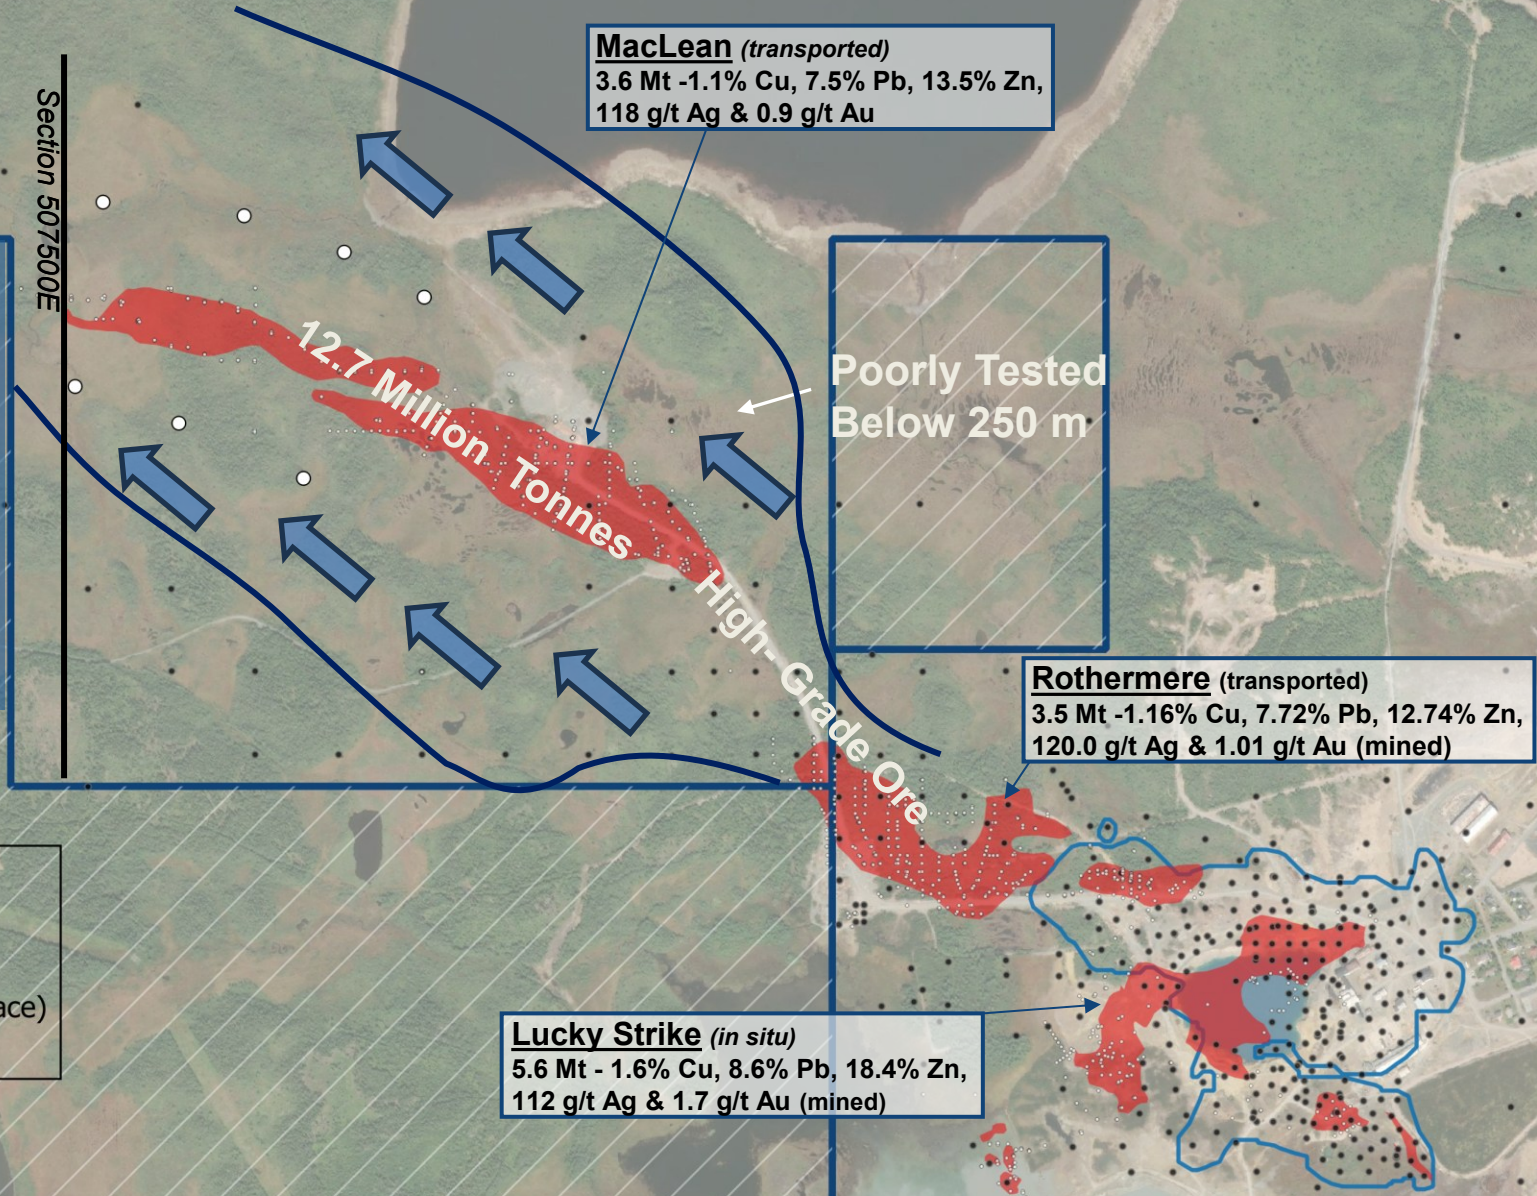 MacLean (transported)
3.6 Mt -1.1% Cu, 7.5% Pb, 13.5% Zn,
118 g/t Ag & 0.9 g/t Au
Section 507500E
12.7 Million Tonnes High- Grade Ore
Poorly Tested
Below 250 m
Rothermere (transported)
3.5 Mt -1.16% Cu, 7.72% Pb, 12.74% Zn,
120.0 g/t Ag & 1.01 g/t Au (mined)
ace)
Lucky Strike (in situ)
5.6 Mt - 1.6% Cu, 8.6% Pb, 18.4% Zn,
112 g/t Ag & 1.7 g/t Au (mined)